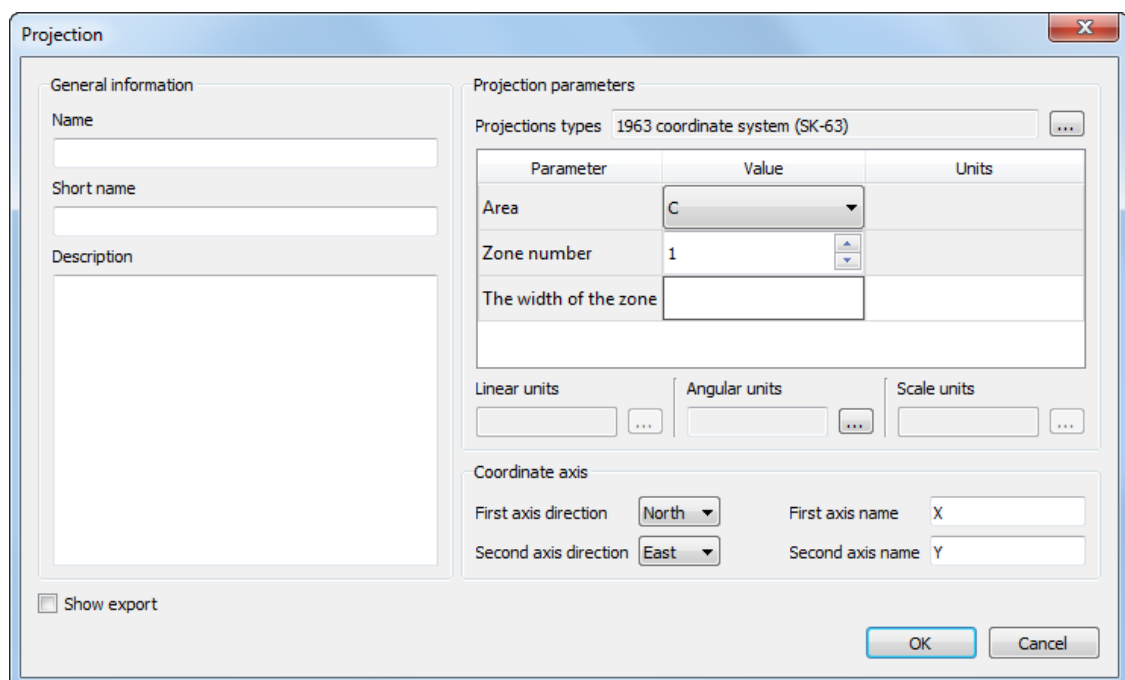 Projection
General information
Name
Short name
Description
Show export
Projection parameters
Projections types 1963 coordinate system (SK-63) ...
Parameter Value Units
Area C
Zone number 1
The width of the zone
Linear units Angular units Scale units
... ... ...
Coordinate axis
First axis direction North First axis name X
Second axis direction East Second axis name Y
OK Cancel